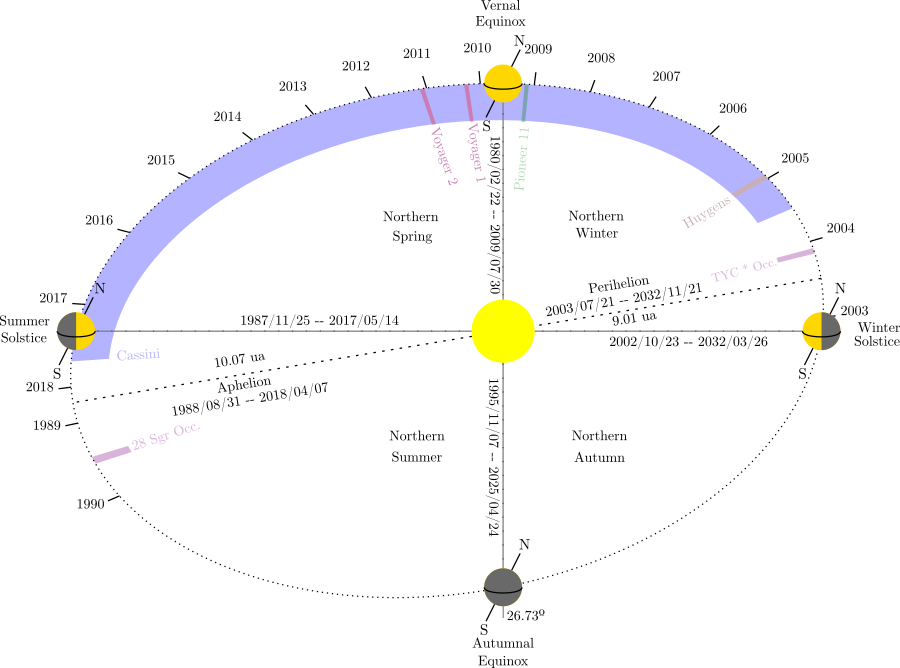 Vernal
Equinox
N
2009
2010
2011
2008
2012
2007
2013
2006
2014
2005
2015
2016
2004
2017
2003
S
Voyager 2
Voyager 1
Pioneer 11
Huygens
TYC * Occ.
1980/02/22 -- 2009/07/30
Northern
Spring
Northern
Winter
Perihelion
2003/07/21 -- 2032/11/21
9.01 ua
N
Summer
Solstice
S
1987/11/25 -- 2017/05/14
2002/10/23 -- 2032/03/26
N
Winter
Solstice
S
Cassini
10.07 ua
Aphelion
1988/08/31 -- 2018/04/07
2018
1989
28 Sgr Occ.
1990
1995/11/07 -- 2025/04/24
Northern
Summer
Northern
Autumn
N
S
26.73º
Autumnal
Equinox